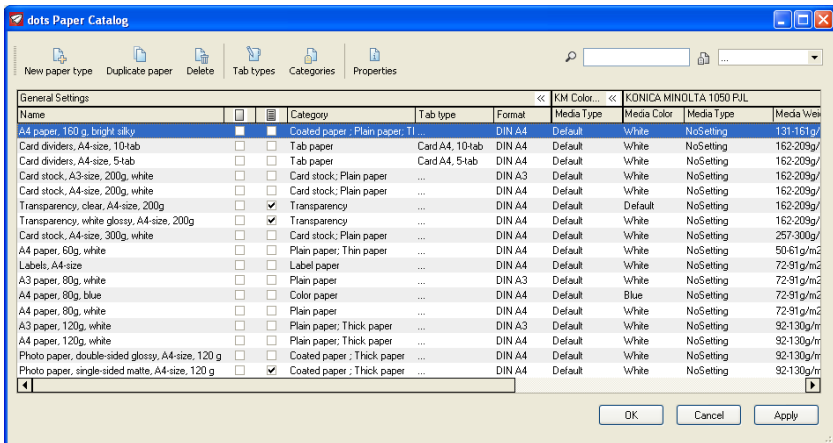 dots Paper Catalog
New paper type Duplicate paper Delete Tab types Categories Properties ...
General Settings « KM Color... « KONICA MINOLTA 1050 PJL
Name Category Tab type Format Media Type Media Color Media Type Media Wei
A4 paper, 160 g, bright silky Coated paper ; Plain paper; TI ... DIN A4 Default White NoSetting 131-161g/
Card dividers, A4-size, 10-tab Tab paper Card A4, 10-tab DIN A4 Default White NoSetting 162-209g/
Card dividers, A4-size, 5-tab Tab paper Card A4, 5-tab DIN A4 Default White NoSetting 162-209g/
Card stock, A3-size, 200g, white Card stock; Plain paper ... DIN A3 Default White NoSetting 162-209g/
Card stock, A4-size, 200g, white Card stock; Plain paper ... DIN A4 Default White NoSetting 162-209g/
Transparency, clear, A4-size, 200g Transparency ... DIN A4 Default Default NoSetting 162-209g/
Transparency, white glossy, A4-size, 200g Transparency ... DIN A4 Default White NoSetting 162-209g/
Card stock, A4-size, 300g, white Card stock; Plain paper ... DIN A4 Default White NoSetting 257-300g/
A4 paper, 60g, white Plain paper; Thin paper ... DIN A4 Default White NoSetting 50-61g/m2
Labels, A4-size Label paper ... DIN A4 Default White NoSetting 72-91g/m2
A3 paper, 80g, white Plain paper ... DIN A3 Default White NoSetting 72-91g/m2
A4 paper, 80g, blue Color paper ... DIN A4 Default Blue NoSetting 72-91g/m2
A4 paper, 80g, white Plain paper ... DIN A4 Default White NoSetting 72-91g/m2
A3 paper, 120g, white Plain paper; Thick paper ... DIN A3 Default White NoSetting 92-130g/m
A4 paper, 120g, white Plain paper; Thick paper ... DIN A4 Default White NoSetting 92-130g/m
Photo paper, double-sided glossy, A4-size, 120 g Coated paper ; Thick paper ... DIN A4 Default White NoSetting 92-130g/m
Photo paper, single-sided matte, A4-size, 120 g Coated paper ; Thick paper ... DIN A4 Default White NoSetting 92-130g/m
OK Cancel Apply